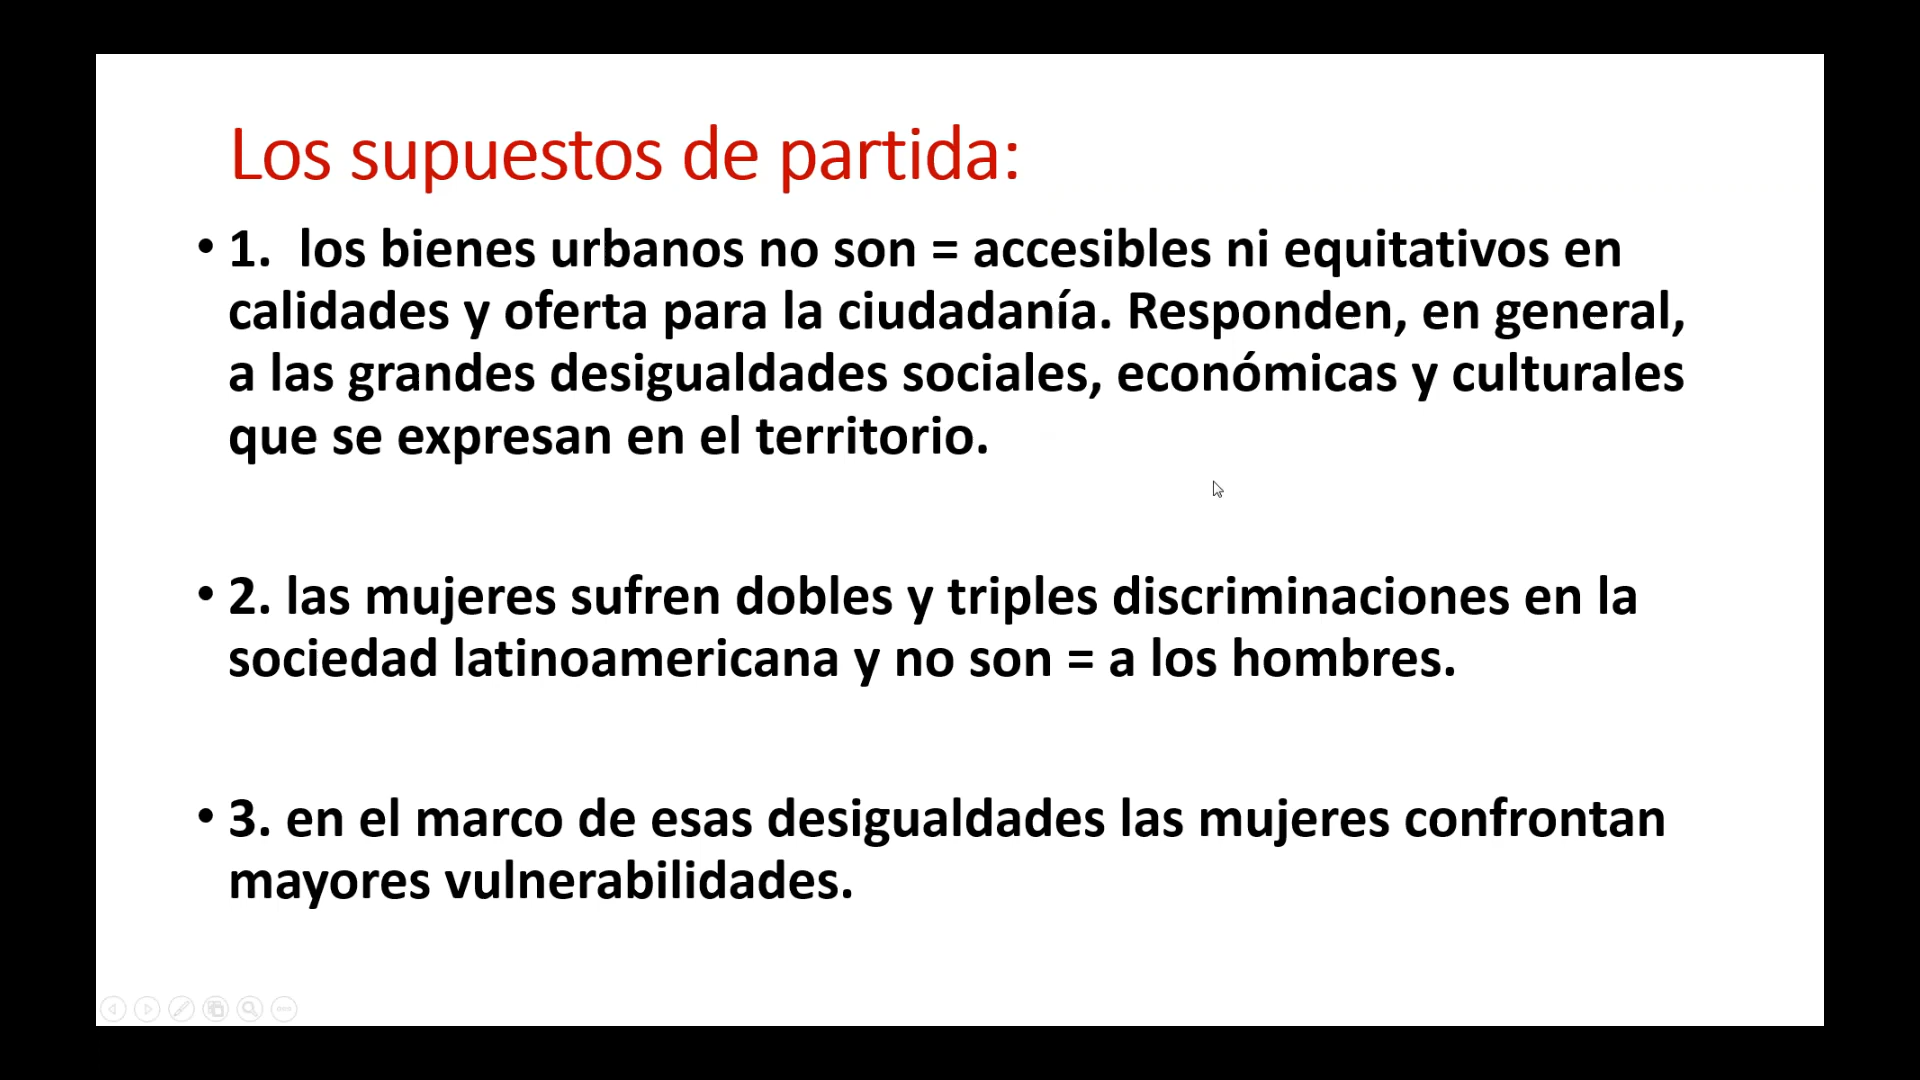 Los supuestos de partida:
• 1.  los bienes urbanos no son = accesibles ni equitativos en
calidades y oferta para la ciudadanía. Responden, en general,
a las grandes desigualdades sociales, económicas y culturales
que se expresan en el territorio.
• 2. las mujeres sufren dobles y triples discriminaciones en la
sociedad latinoamericana y no son = a los hombres.
• 3. en el marco de esas desigualdades las mujeres confrontan
mayores vulnerabilidades.